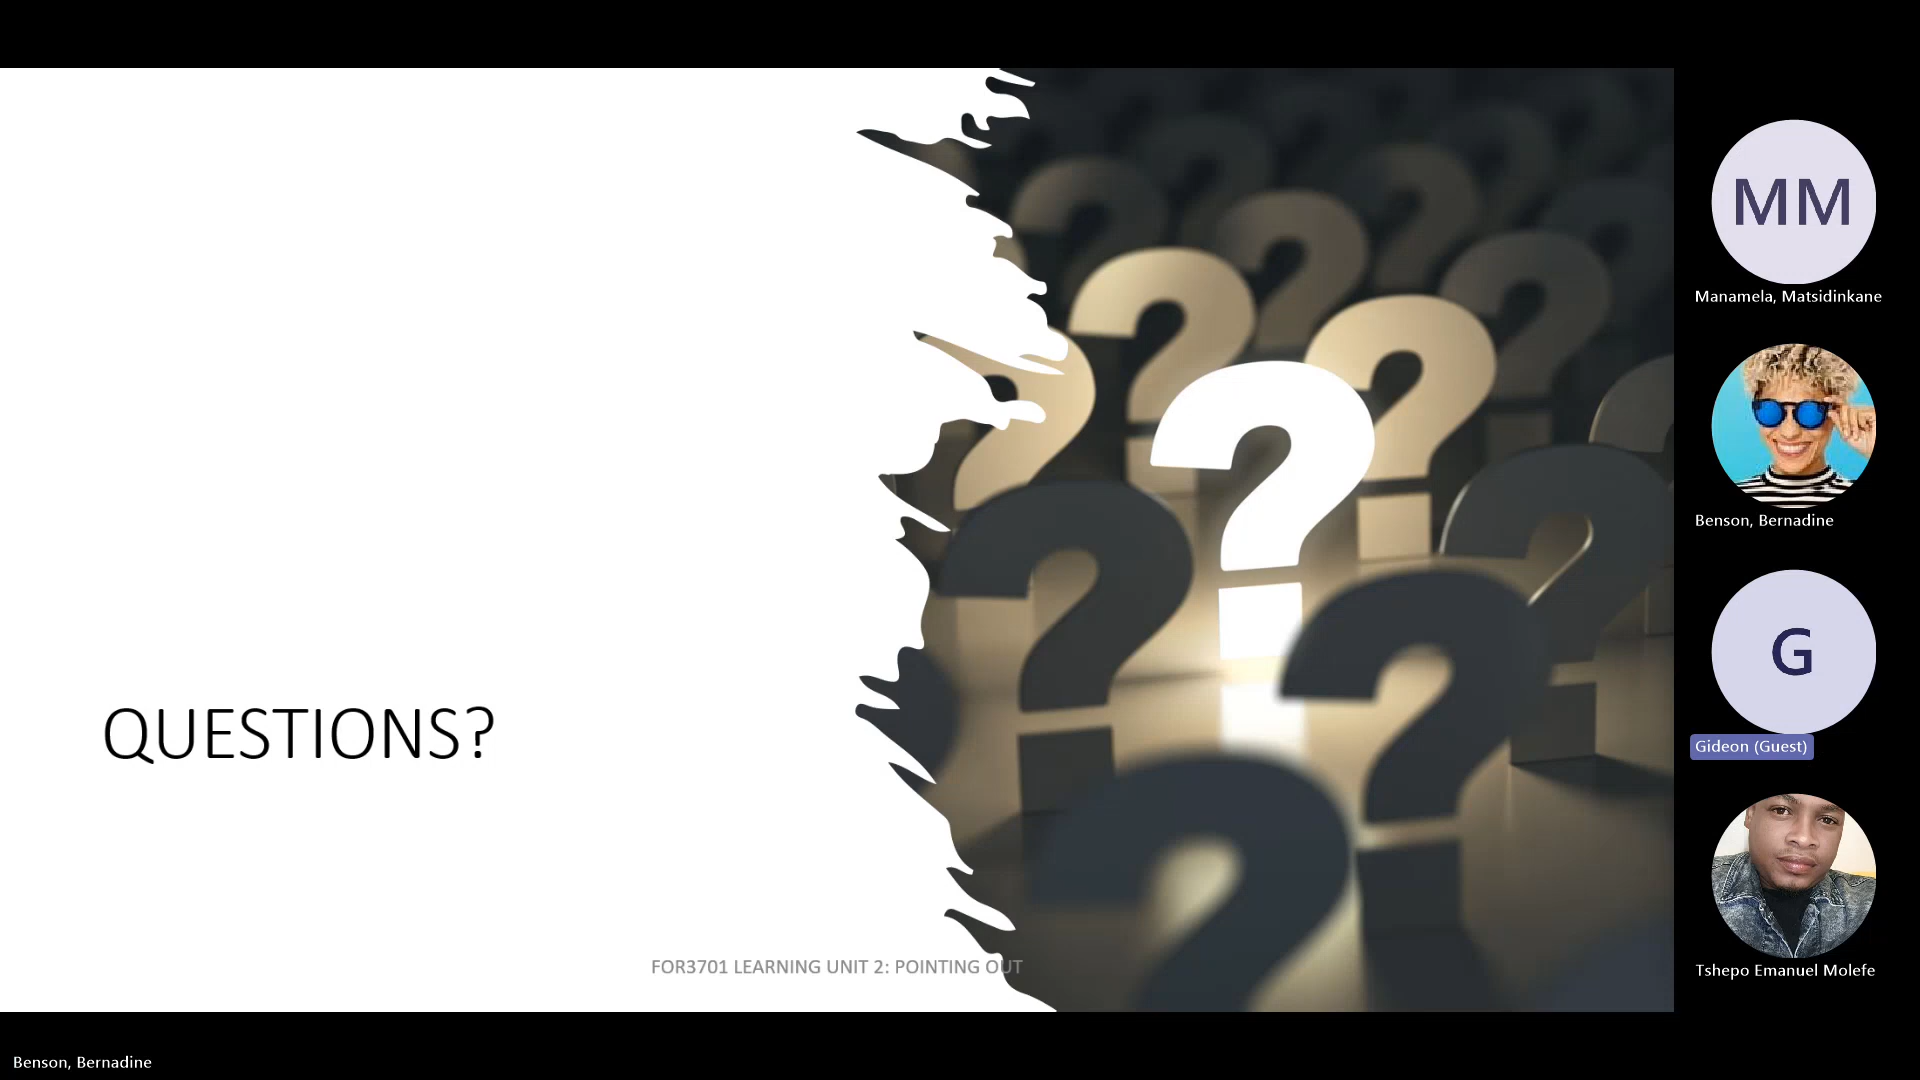 MM
Manamela, Matsidinkane
Benson, Bernadine
G
Gideon (Guest)
Tshepo Emanuel Molefe
QUESTIONS?
FOR3701 LEARNING UNIT 2: POINTING OUT
Benson, Bernadine